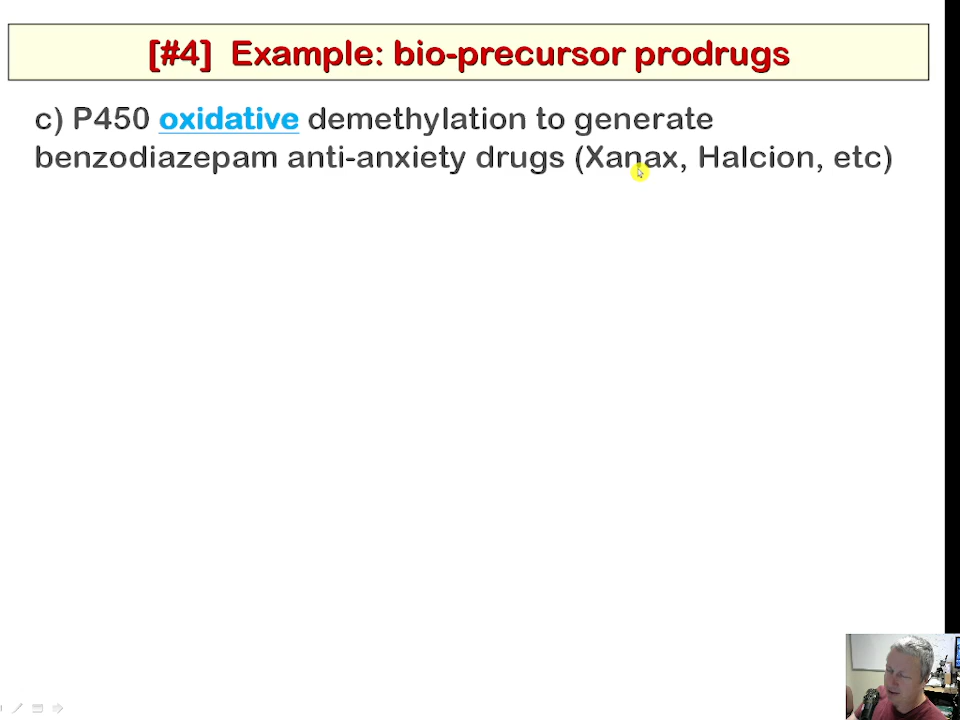 [#4]  Example: bio-precursor prodrugs
c) P450 oxidative demethylation to generate
benzodiazepam anti-anxiety drugs (Xanax, Halcion, etc)